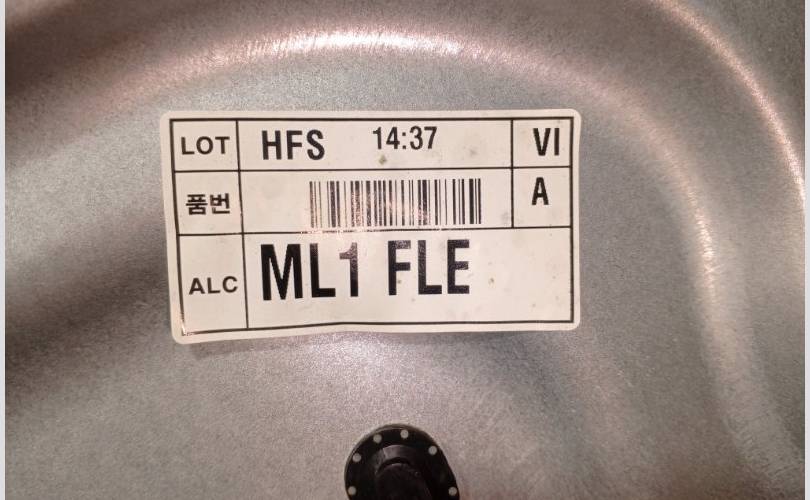 LOT HFS 14:37 VI
품번 A
ALC ML1 FLE